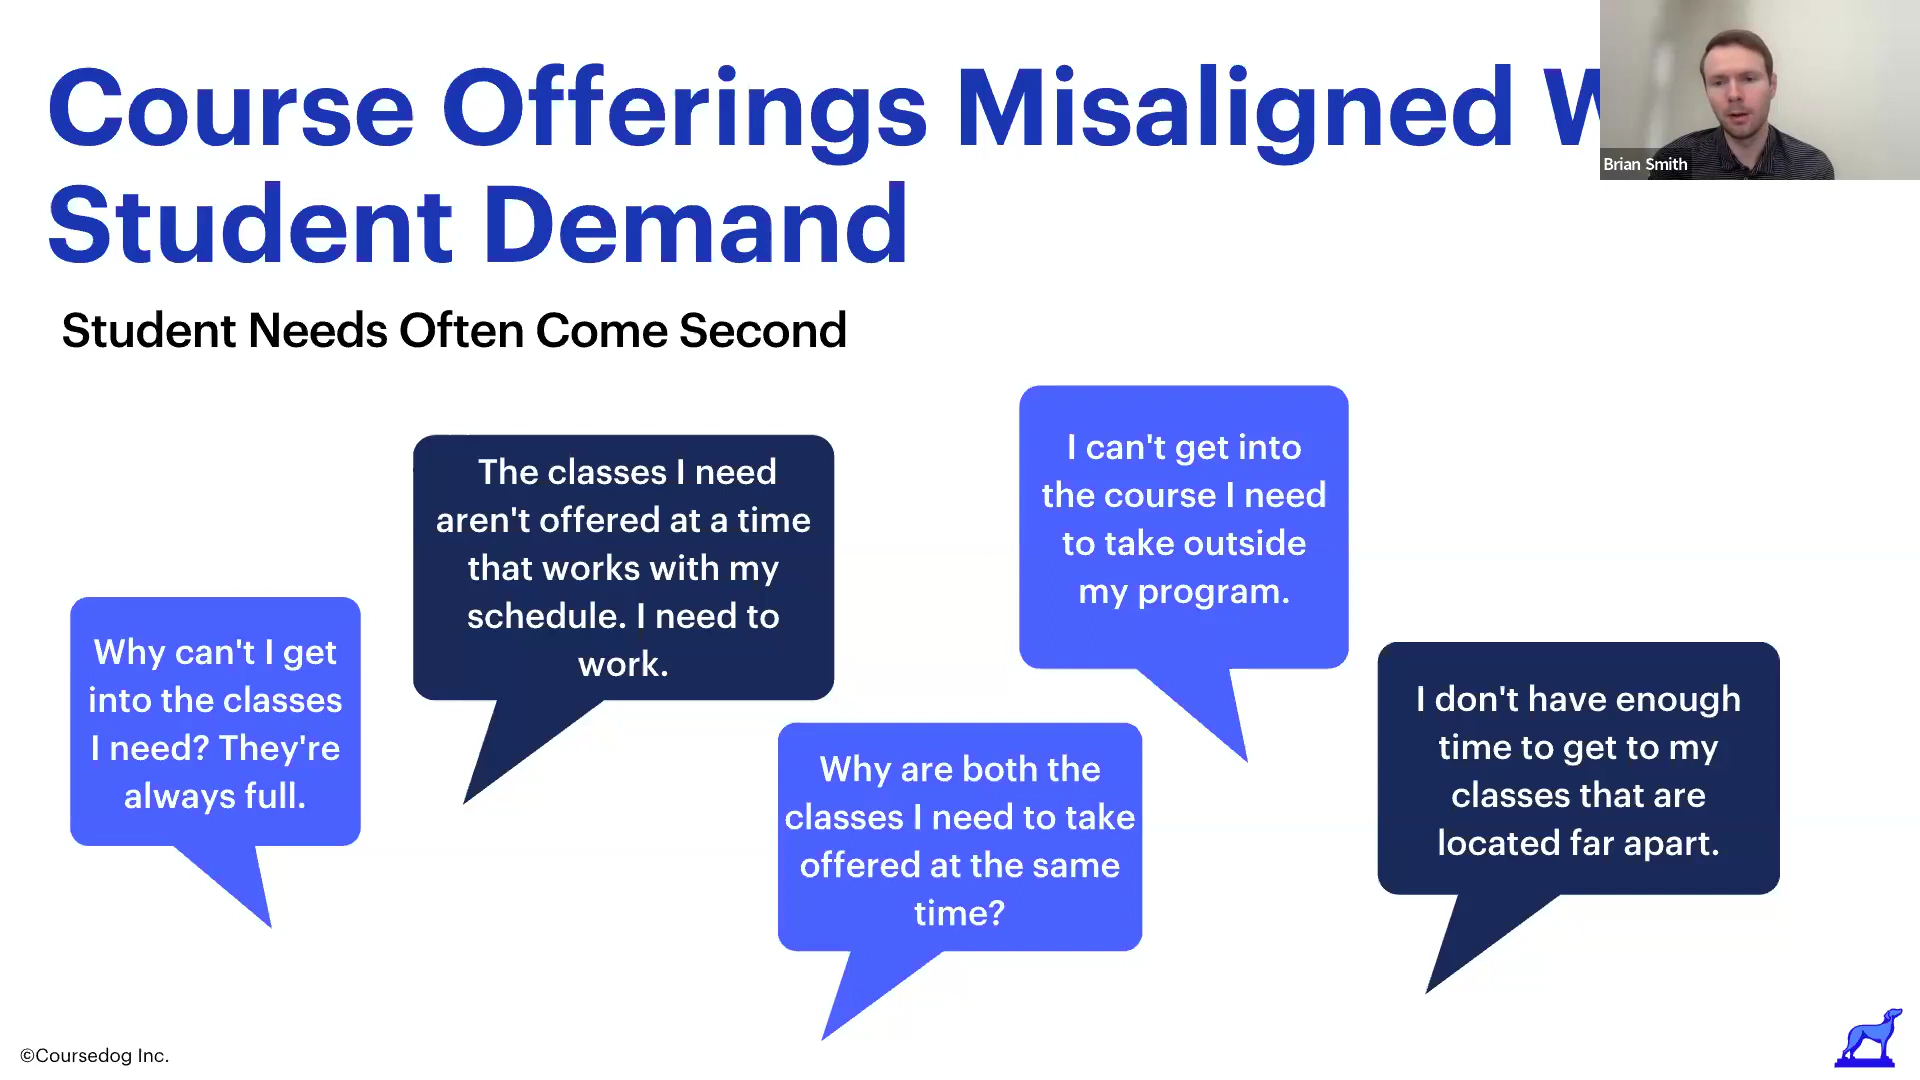 Course Offerings Misaligned W
Student Demand
Brian Smith
Student Needs Often Come Second
Why can't I get
into the classes
I need? They're
always full.
The classes I need
aren't offered at a time
that works with my
schedule. I need to
work.
Why are both the
classes I need to take
offered at the same
time?
I can't get into
the course I need
to take outside
my program.
I don't have enough
time to get to my
classes that are
located far apart.
©Coursedog Inc.